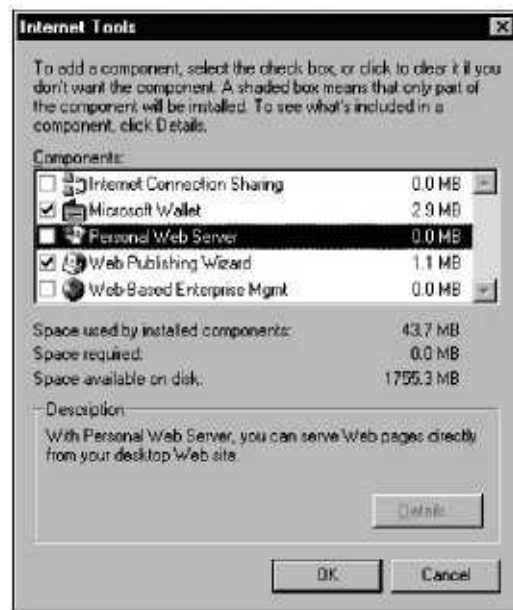 Internet Tools
To add a component, select the check box, or click to clear it if you
don't want the component. A shaded box means that only part of
the component will be installed. To see what's included in a
component, click Details.
Components:
Internet Connection Sharing 0.0 MB
Microsoft Wallet 2.9 MB
Personal Web Server 0.0 MB
Web Publishing Wizard 1.1 MB
Web-Based Enterprise Mgmt 0.0 MB
Space used by installed components: 43.7 MB
Space required: 0.0 MB
Space available on disk: 1755.3 MB
Description
With Personal Web Server, you can serve Web pages directly
from your desktop Web site.
Details...
OK Cancel